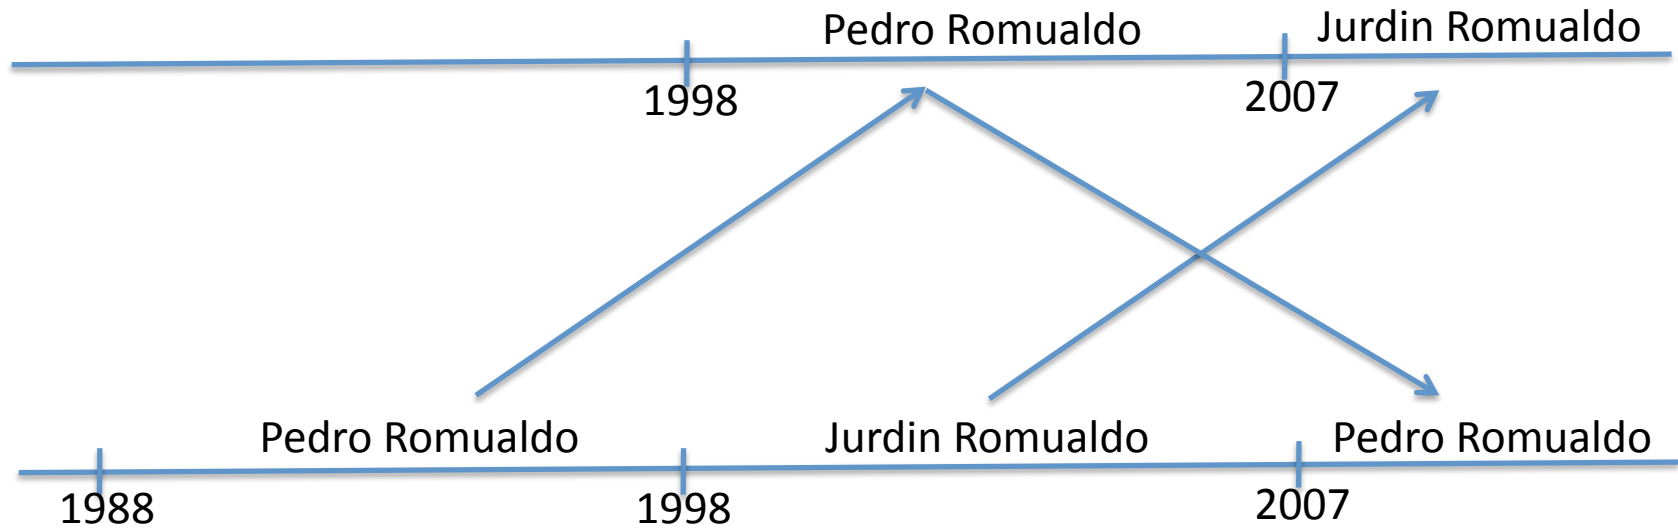 Pedro Romualdo Jurdin Romualdo
1998 2007
Pedro Romualdo Jurdin Romualdo Pedro Romualdo
1988 1998 2007